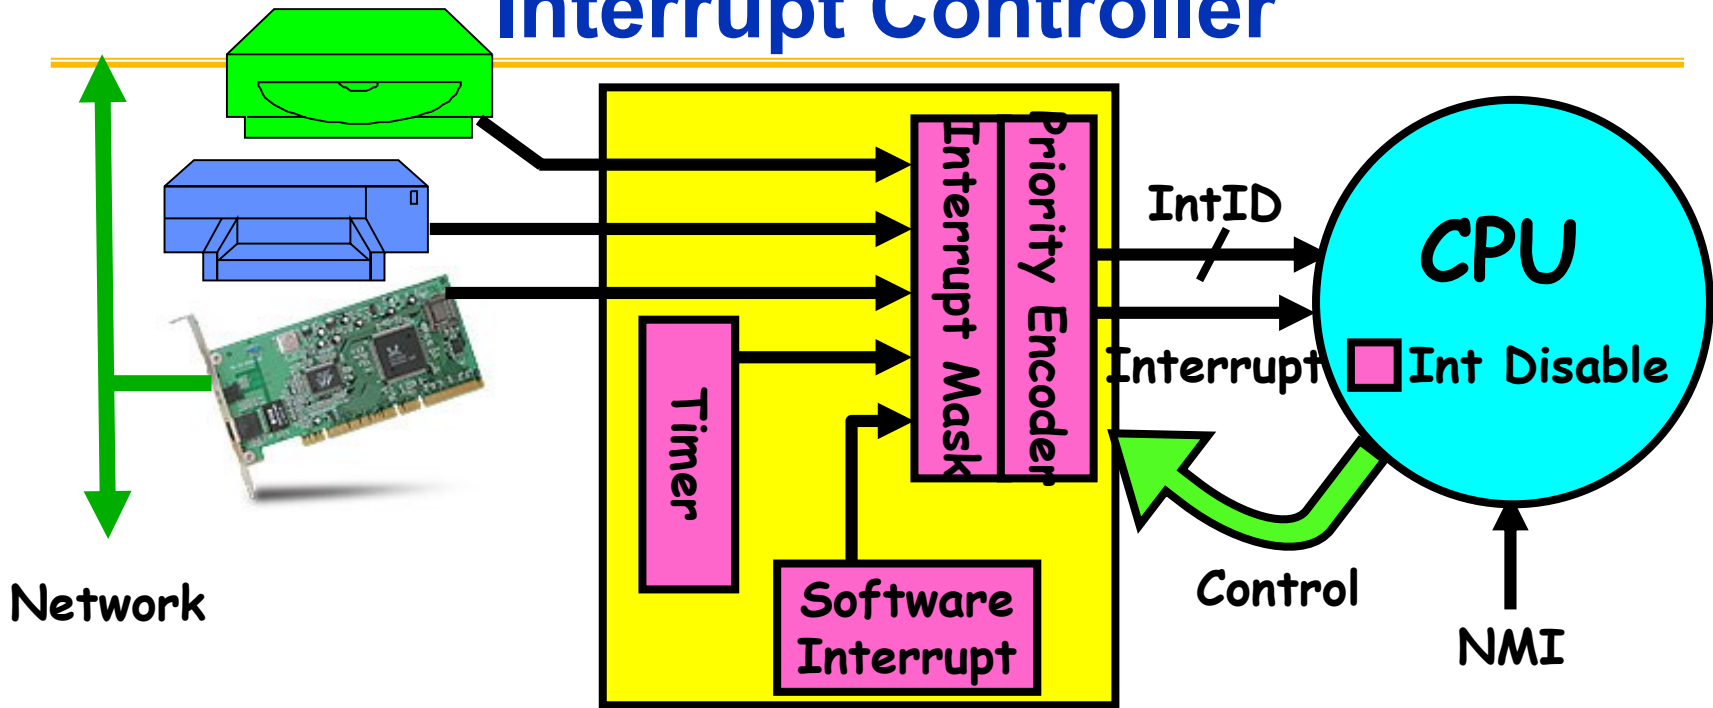 Interrupt Controller
Interrupt Mask
Priority Encoder
IntID
CPU
Interrupt
Int Disable
Timer
Network
Software
Interrupt
Control
NMI